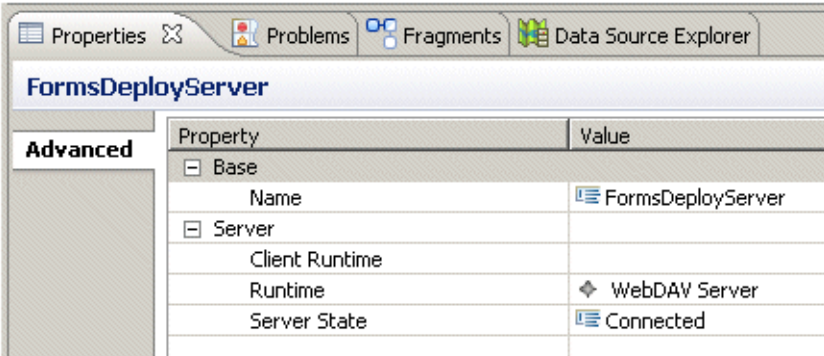 Properties Problems Fragments Data Source Explorer
FormsDeployServer
Advanced
Property Value
Base
Name FormsDeployServer
Server
Client Runtime
Runtime WebDAV Server
Server State Connected